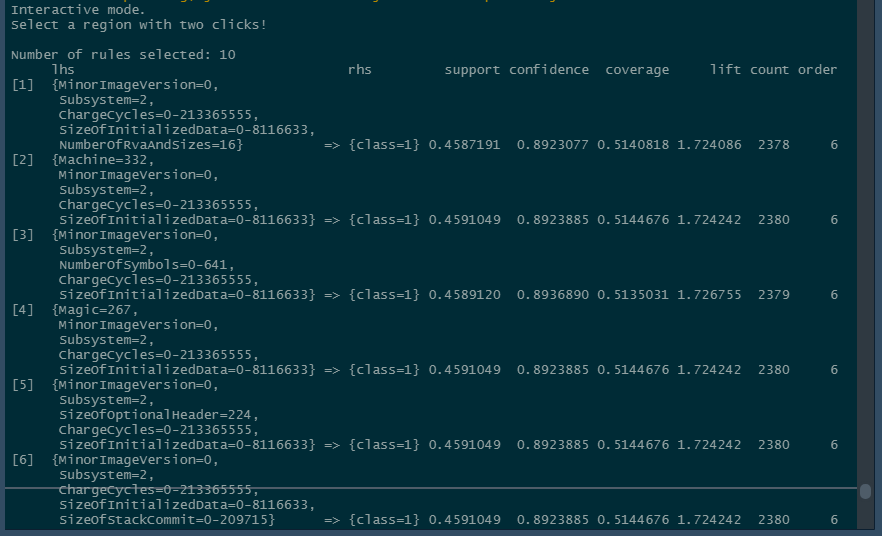 Interactive mode.
Select a region with two clicks!
Number of rules selected: 10
lhs rhs support confidence coverage lift count order
[1] {MinorImageVersion=0,
Subsystem=2,
ChargeCycles=0-213365555,
SizeOfInitializedData=0-8116633,
NumberOfRvaAndSizes=16} => {class=1} 0.4587191 0.8923077 0.5140818 1.724086 2378 6
[2] {Machine=332,
MinorImageVersion=0,
Subsystem=2,
ChargeCycles=0-213365555,
SizeOfInitializedData=0-8116633} => {class=1} 0.4591049 0.8923885 0.5144676 1.724242 2380 6
[3] {MinorImageVersion=0,
Subsystem=2,
NumberOfSymbols=0-641,
ChargeCycles=0-213365555,
SizeOfInitializedData=0-8116633} => {class=1} 0.4589120 0.8936890 0.5135031 1.726755 2379 6
[4] {Magic=267,
MinorImageVersion=0,
Subsystem=2,
ChargeCycles=0-213365555,
SizeOfInitializedData=0-8116633} => {class=1} 0.4591049 0.8923885 0.5144676 1.724242 2380 6
[5] {MinorImageVersion=0,
Subsystem=2,
SizeOfOptionalHeader=224,
ChargeCycles=0-213365555,
SizeOfInitializedData=0-8116633} => {class=1} 0.4591049 0.8923885 0.5144676 1.724242 2380 6
[6] {MinorImageVersion=0,
Subsystem=2,
ChargeCycles=0-213365555,
SizeOfInitializedData=0-8116633,
SizeOfStackCommit=0-209715} => {class=1} 0.4591049 0.8923885 0.5144676 1.724242 2380 6